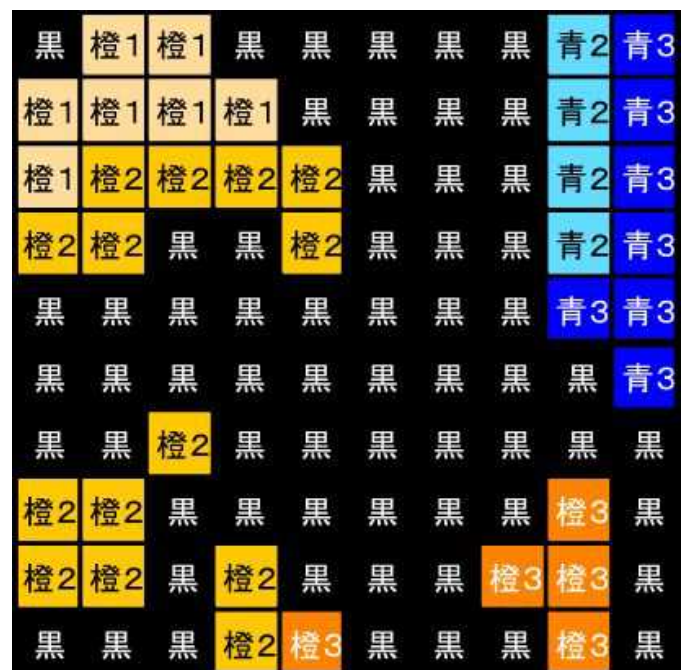 黒 橙1 橙1 黒 黒 黒 黒 黒 青2 青3
橙1 橙1 橙1 橙1 黒 黒 黒 黒 青2 青3
橙1 橙2 橙2 橙2 橙2 黒 黒 黒 青2 青3
橙2 橙2 黒 黒 橙2 黒 黒 黒 青2 青3
黒 黒 黒 黒 黒 黒 黒 黒 青3 青3
黒 黒 黒 黒 黒 黒 黒 黒 黒 青3
黒 黒 橙2 黒 黒 黒 黒 黒 黒 黒
橙2 橙2 黒 黒 黒 黒 黒 黒 橙3 黒
橙2 橙2 黒 橙2 黒 黒 黒 橙3 橙3 黒
黒 黒 黒 橙2 橙3 黒 黒 黒 橙3 黒